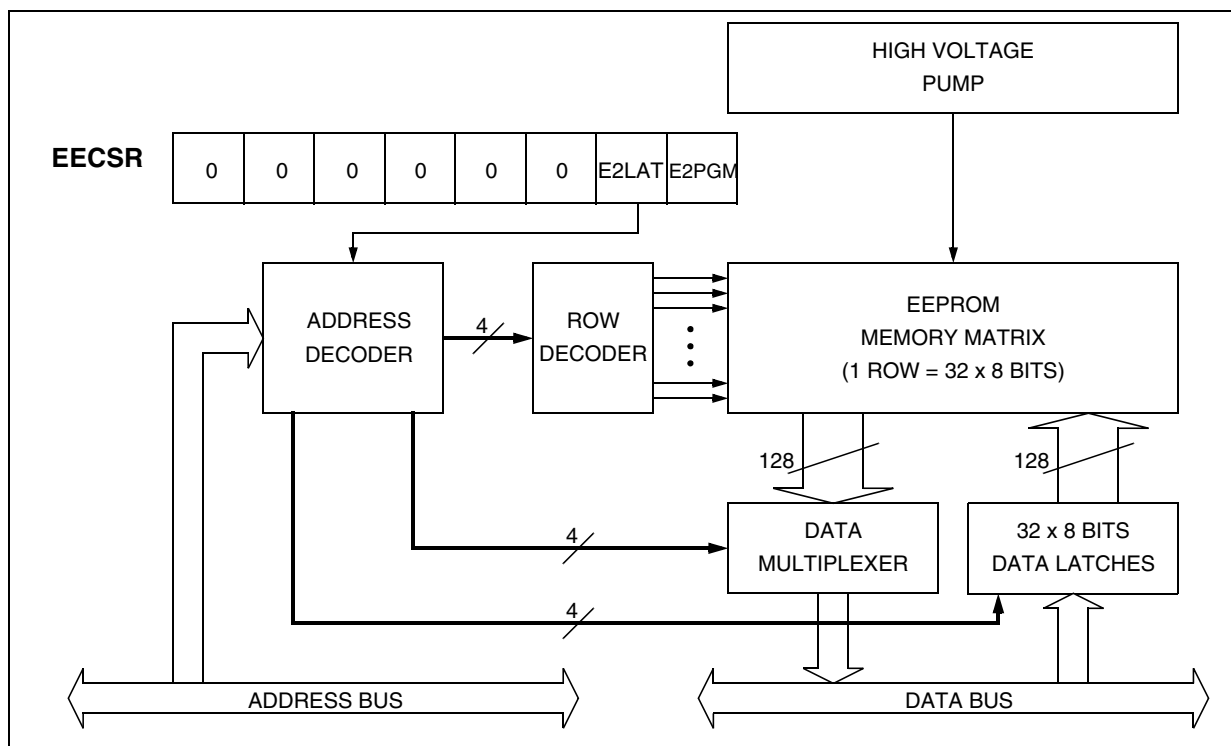 HIGH VOLTAGE
PUMP
EECSR
0 0 0 0 0 0 E2LAT E2PGM
ADDRESS
DECODER
4
ROW
DECODER
EEPROM
MEMORY MATRIX
(1 ROW = 32 x 8 BITS)
128
128
4
DATA
MULTIPLEXER
32 x 8 BITS
DATA LATCHES
4
ADDRESS BUS
DATA BUS